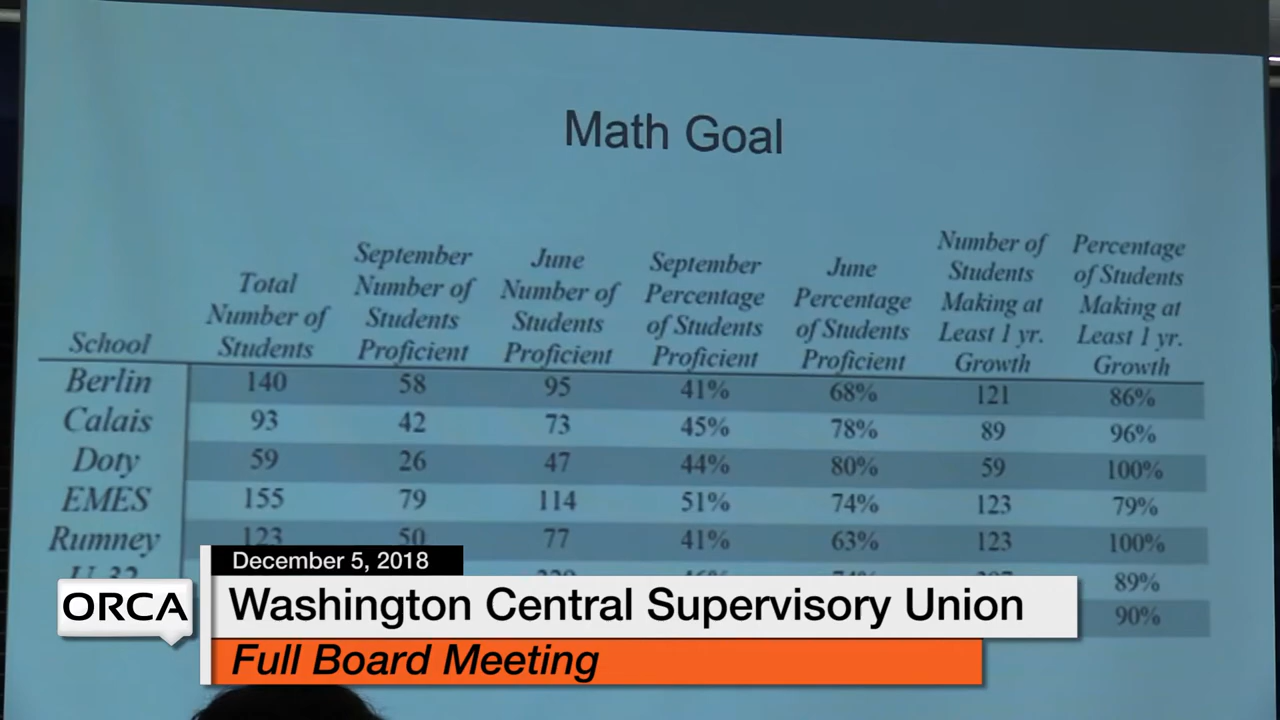 Math Goal
School Total Number of Students September Number of Students Proficient June Number of Students Proficient September Percentage of Students Proficient June Percentage of Students Proficient Number of Students Making at Least 1 yr. Growth Percentage of Students Making at Least 1 yr. Growth
Berlin 140 58 95 41% 68% 121 86%
Calais 93 42 73 45% 78% 89 96%
Doty 59 26 47 44% 80% 59 100%
EMES 155 79 114 51% 74% 123 79%
Rumney 123 50 77 41% 63% 123 100%
U-32 89%
90%
December 5, 2018
ORCA
Washington Central Supervisory Union
Full Board Meeting